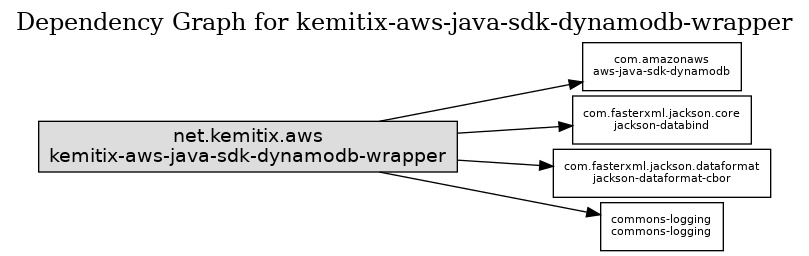 Dependency Graph for kemitix-aws-java-sdk-dynamodb-wrapper
com.amazonaws
aws-java-sdk-dynamodb
com.fasterxml.jackson.core
jackson-databind
net.kemitix.aws
kemitix-aws-java-sdk-dynamodb-wrapper
com.fasterxml.jackson.dataformat
jackson-dataformat-cbor
commons-logging
commons-logging